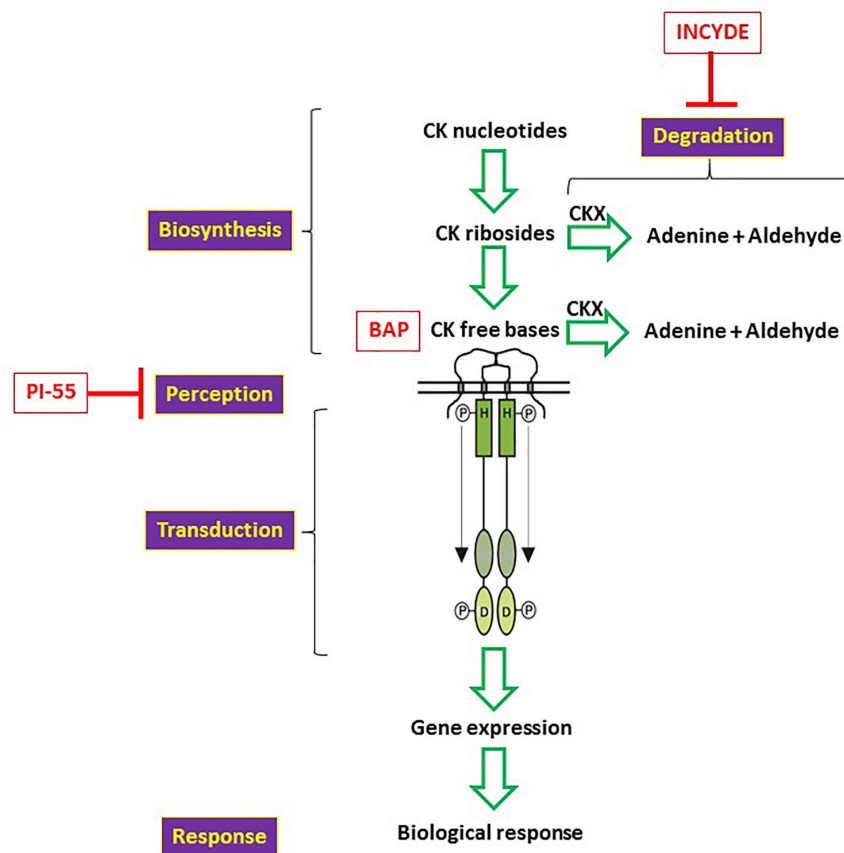 INCYDE
CK nucleotides
Degradation
Biosynthesis
CK ribosides
CKX
Adenine + Aldehyde
BAP
CK free bases
CKX
Adenine + Aldehyde
PI-55
Perception
P
H
H
P
Transduction
P
D
D
P
Gene expression
Response
Biological response